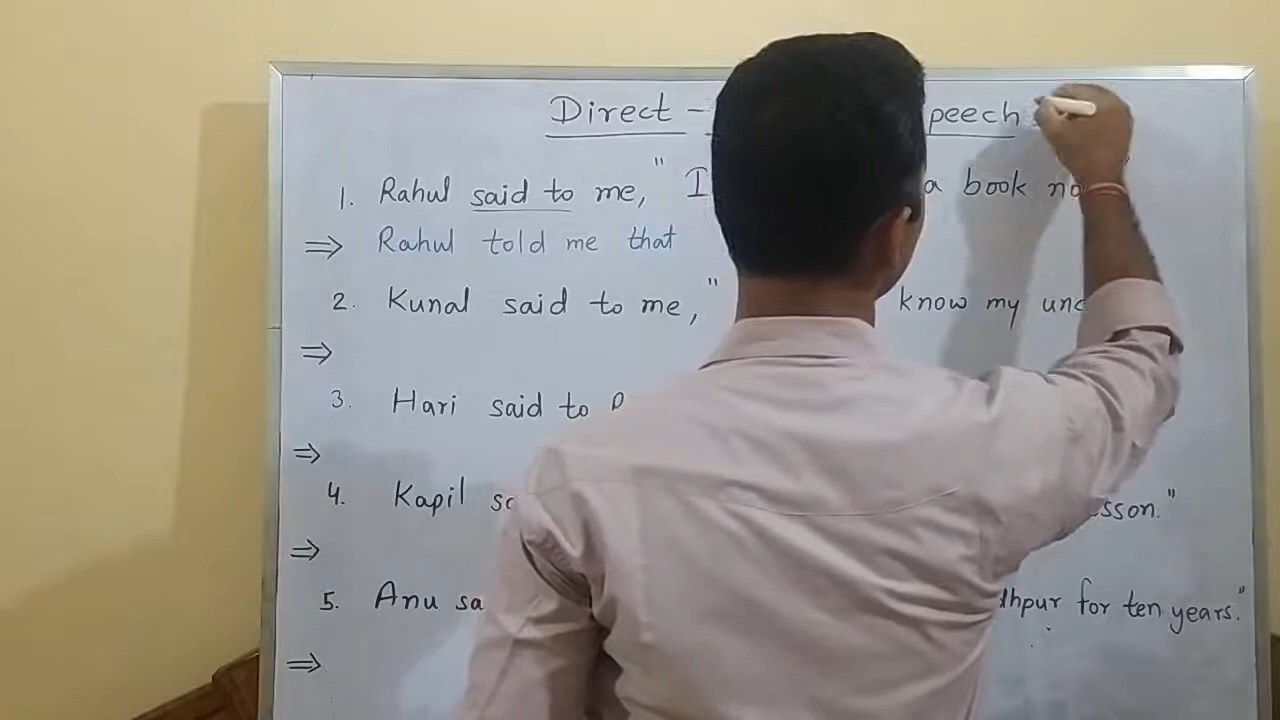 Direct - peech
1. Rahul said to me, " I a book no "
⇒ Rahul told me that
2. Kunal said to me, " know my unc
⇒
3. Hari said to
⇒
4. Kapil sson."
⇒
5. Anu sa dhpur for ten years."
⇒